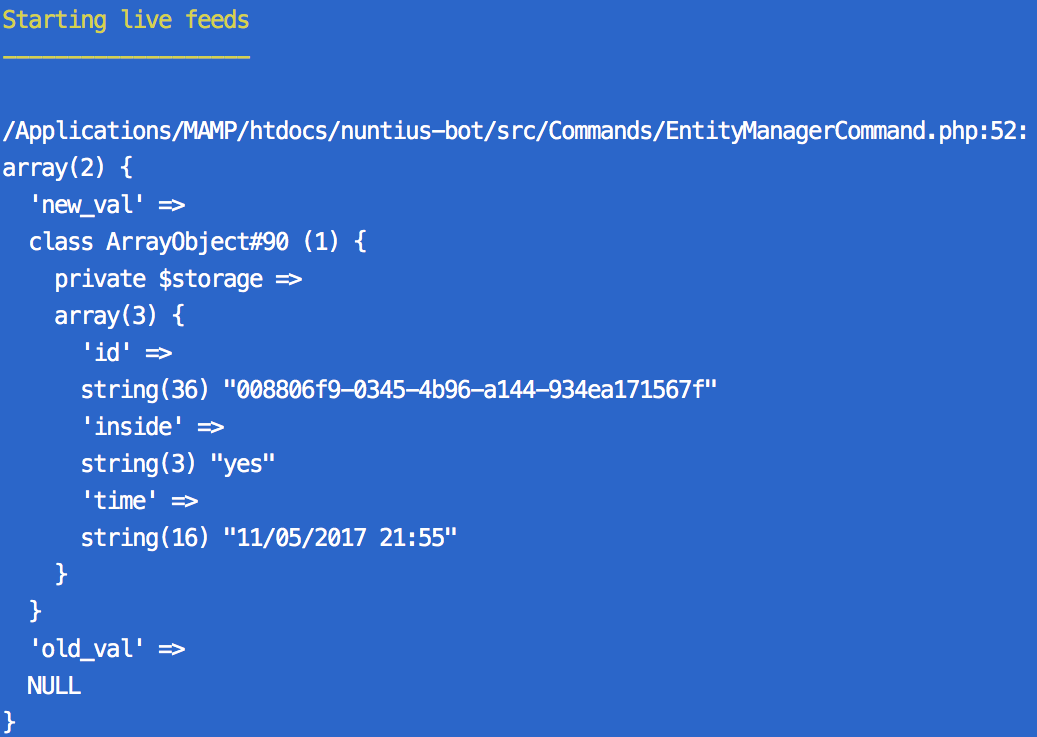 Starting live feeds
-------------------
/Applications/MAMP/htdocs/nuntius-bot/src/Commands/EntityManagerCommand.php:52:
array(2) {
  'new_val' =>
  class ArrayObject#90 (1) {
    private $storage =>
    array(3) {
      'id' =>
      string(36) "008806f9-0345-4b96-a144-934ea171567f"
      'inside' =>
      string(3) "yes"
      'time' =>
      string(16) "11/05/2017 21:55"
    }
  }
  'old_val' =>
  NULL
}